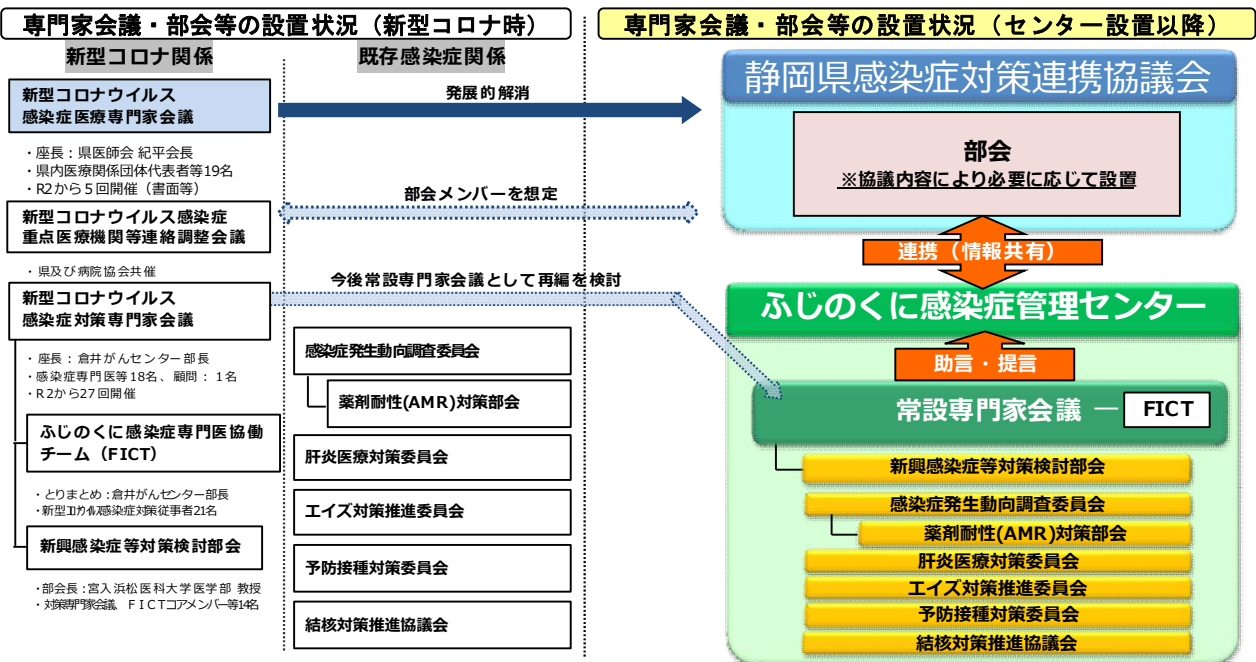 専門家会議・部会等の設置状況（新型コロナ時）
新型コロナ関係
既存感染症関係
新型コロナウイルス
感染症医療専門家会議
・座長：県医師会 紀平会長
・県内医療関係団体代表者等19名
・R2から５回開催（書面等）
新型コロナウイルス感染症
重点医療機関等連絡調整会議
・県及び病院協会共催
新型コロナウイルス
感染症対策専門家会議
・座長：倉井がんセンター部長
・感染症専門医等18名、顧問：１名
・R2から27回開催
ふじのくに感染症専門医協働
チーム（FICT）
・とりまとめ：倉井がんセンター部長
・新型コロナウイルス感染症対策従事者21名
新興感染症等対策検討部会
・部会長：宮入浜松医科大学医学部 教授
・対策専門家会議、ＦＩＣＴコアメンバー等14名
発展的解消
部会メンバーを想定
今後常設専門家会議として再編を検討
感染症発生動向調査委員会
薬剤耐性(AMR)対策部会
肝炎医療対策委員会
エイズ対策推進委員会
予防接種対策委員会
結核対策推進協議会
専門家会議・部会等の設置状況（センター設置以降）
静岡県感染症対策連携協議会
部会
※協議内容により必要に応じて設置
連携（情報共有）
ふじのくに感染症管理センター
助言・提言
常設専門家会議
FICT
新興感染症等対策検討部会
感染症発生動向調査委員会
薬剤耐性(AMR)対策部会
肝炎医療対策委員会
エイズ対策推進委員会
予防接種対策委員会
結核対策推進協議会